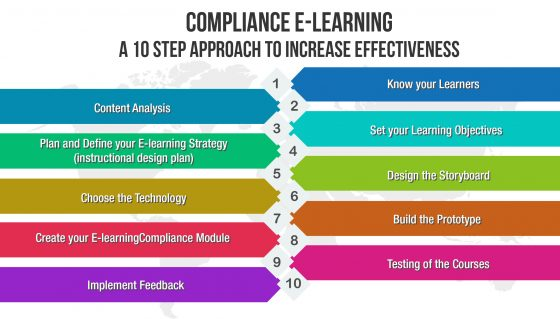 COMPLIANCE E-LEARNING
A 10 STEP APPROACH TO INCREASE EFFECTIVENESS
1
Know your Learners
2
Content Analysis
3
Set your Learning Objectives
4
Plan and Define your E-learning Strategy
(instructional design plan)
5
Design the Storyboard
6
Choose the Technology
7
Build the Prototype
8
Create your E-learningCompliance Module
9
Testing of the Courses
10
Implement Feedback